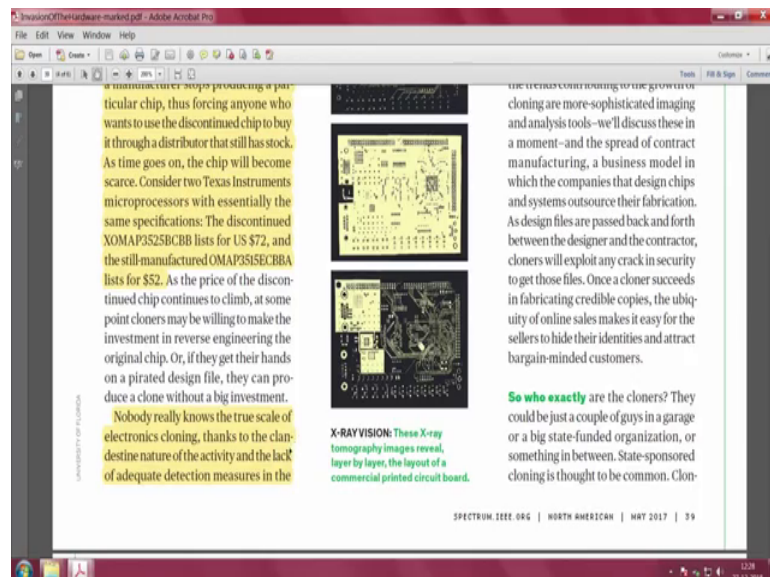 InvasionOfTheHardware-marked.pdf - Adobe Acrobat Pro
File Edit View Window Help
Open Create
Customize
39 (4 of 6) 200% Tools Fill & Sign Commen
a manufacturer stops producing a par-
ticular chip, thus forcing anyone who
wants to use the discontinued chip to buy
it through a distributor that still has stock.
As time goes on, the chip will become
scarce. Consider two Texas Instruments
microprocessors with essentially the
same specifications: The discontinued
XOMAP3525BCBB lists for US $72, and
the still-manufactured OMAP3515ECBBA
lists for $52. As the price of the discon-
tinued chip continues to climb, at some
point cloners may be willing to make the
investment in reverse engineering the
original chip. Or, if they get their hands
on a pirated design file, they can pro-
duce a clone without a big investment.
Nobody really knows the true scale of
electronics cloning, thanks to the clan-
destine nature of the activity and the lack
of adequate detection measures in the
UNIVERSITY OF FLORIDA
X-RAY VISION: These X-ray
tomography images reveal,
layer by layer, the layout of a
commercial printed circuit board.
the trends contributing to the growth of
cloning are more-sophisticated imaging
and analysis tools—we'll discuss these in
a moment—and the spread of contract
manufacturing, a business model in
which the companies that design chips
and systems outsource their fabrication.
As design files are passed back and forth
between the designer and the contractor,
cloners will exploit any crack in security
to get those files. Once a cloner succeeds
in fabricating credible copies, the ubiq-
uity of online sales makes it easy for the
sellers to hide their identities and attract
bargain-minded customers.
So who exactly are the cloners? They
could be just a couple of guys in a garage
or a big state-funded organization, or
something in between. State-sponsored
cloning is thought to be common. Clon-
SPECTRUM.IEEE.ORG | NORTH AMERICAN | MAY 2017 | 39
12:28